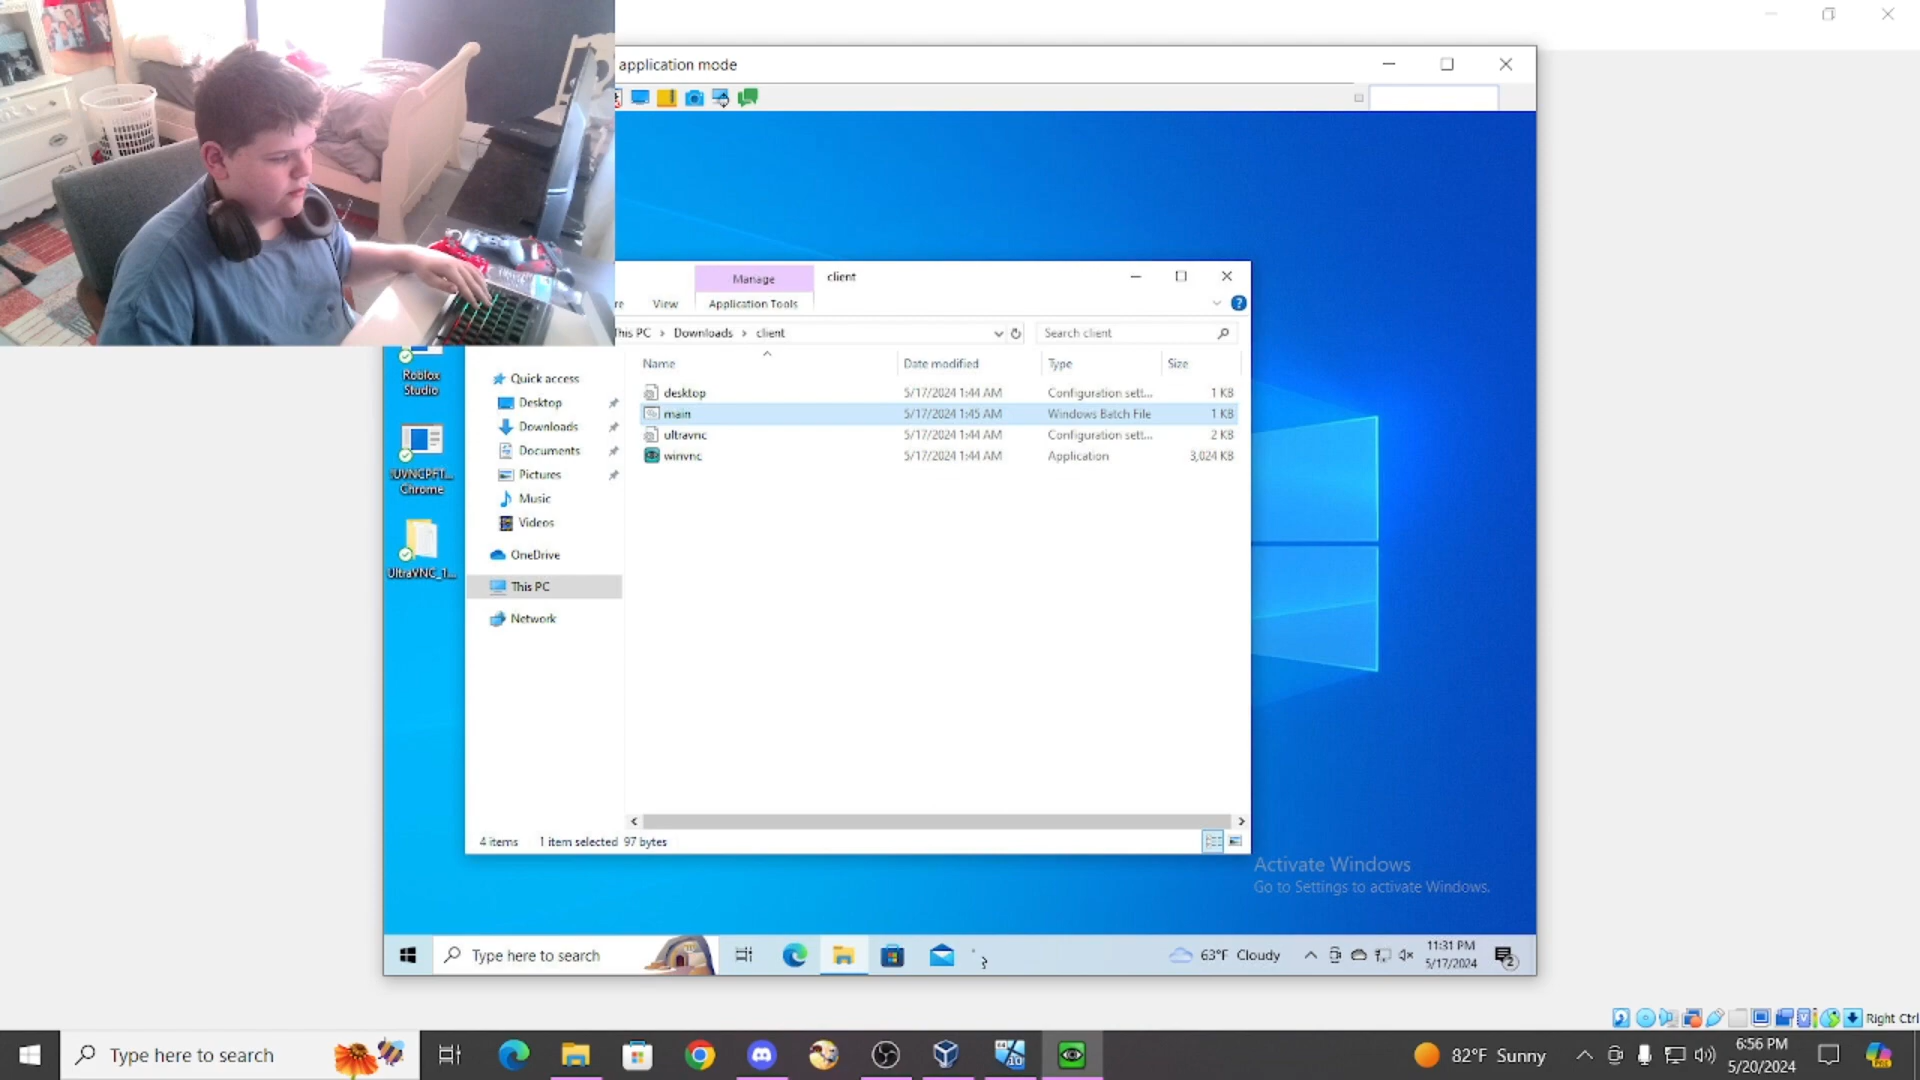 application mode
Manage
client
View
Application Tools
This PC > Downloads > client
Search client
Name
Date modified
Type
Size
desktop
5/17/2024 1:44 AM
Configuration sett...
1 KB
main
5/17/2024 1:45 AM
Windows Batch File
1 KB
ultravnc
5/17/2024 1:44 AM
Configuration sett...
2 KB
winvnc
5/17/2024 1:44 AM
Application
3,024 KB
Quick access
Desktop
Downloads
Documents
Pictures
Music
Videos
OneDrive
This PC
Network
Roblox
Studio
Chrome
UltraVNC_1...
4 items
1 item selected 97 bytes
Activate Windows
Go to Settings to activate Windows.
Type here to search
63°F Cloudy
11:31 PM
5/17/2024
2
Right Ctrl
Type here to search
82°F Sunny
6:56 PM
5/20/2024